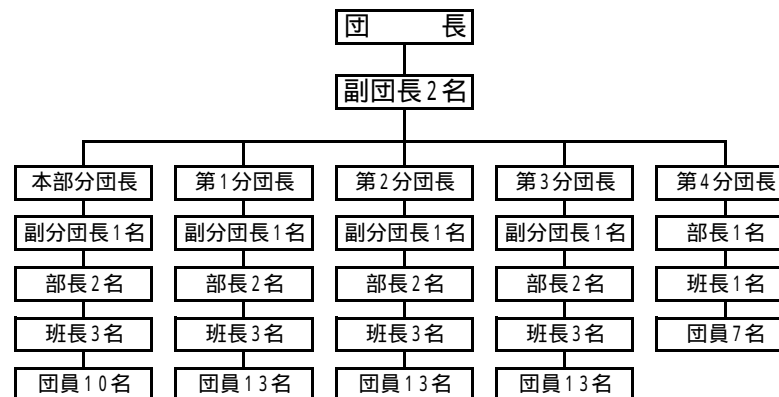 団　　長
副団長2名
本部分団長 第1分団長 第2分団長 第3分団長 第4分団長
副分団長1名 副分団長1名 副分団長1名 副分団長1名 部長1名
部長2名 部長2名 部長2名 部長2名 班長1名
班長3名 班長3名 班長3名 班長3名 団員7名
団員10名 団員13名 団員13名 団員13名